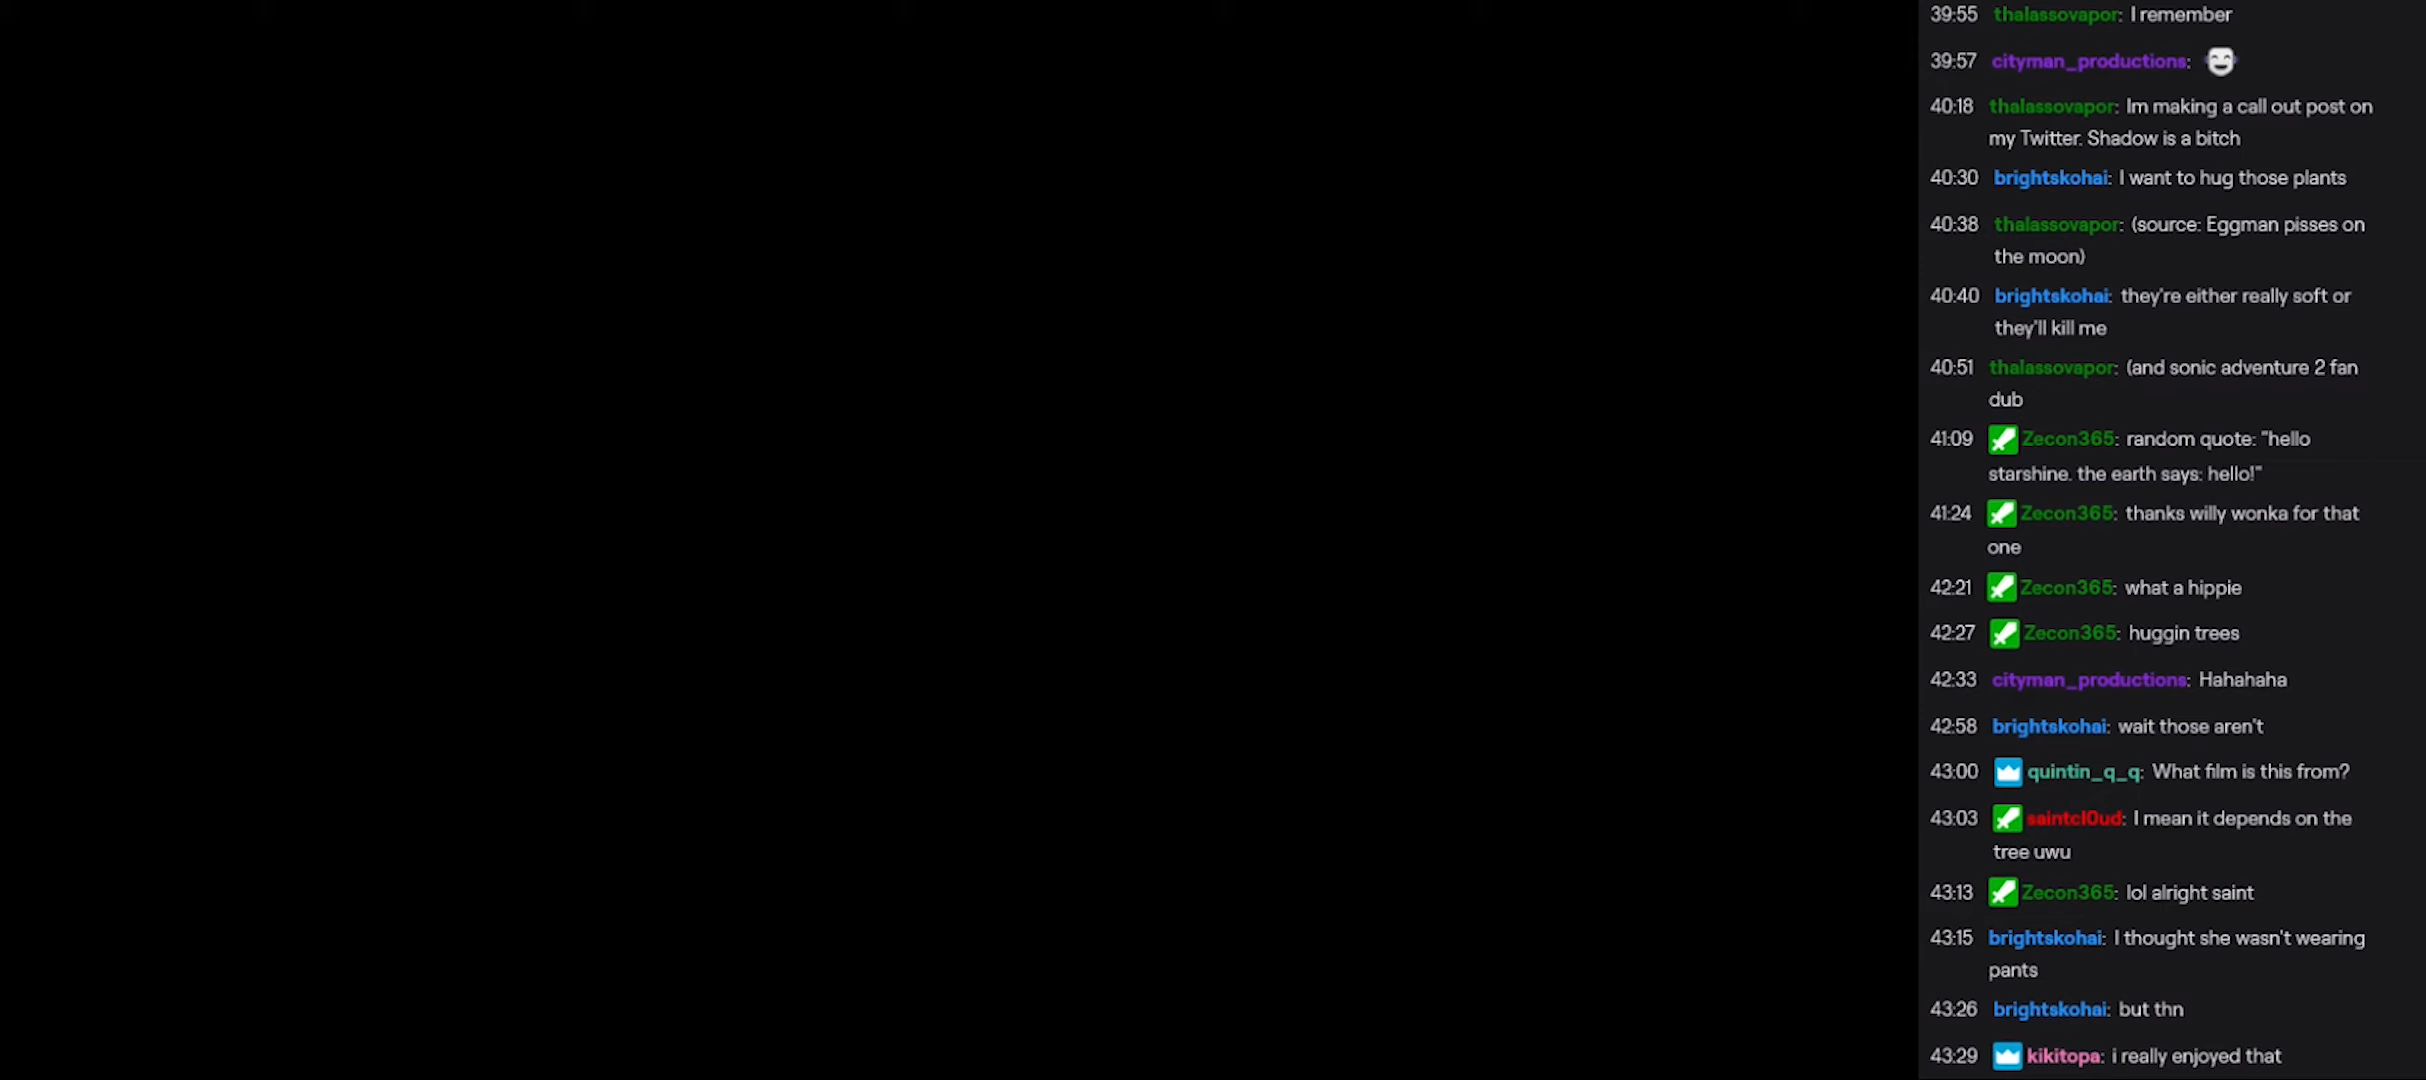 39:55 thalassovapor: I remember
39:57 cityman_productions:
40:18 thalassovapor: Im making a call out post on
my Twitter. Shadow is a bitch
40:30 brightskohai: I want to hug those plants
40:38 thalassovapor: (source: Eggman pisses on
the moon)
40:40 brightskohai: they're either really soft or
they'll kill me
40:51 thalassovapor: (and sonic adventure 2 fan
dub
41:09 Zecon365: random quote: "hello
starshine. the earth says: hello!"
41:24 Zecon365: thanks willy wonka for that
one
42:21 Zecon365: what a hippie
42:27 Zecon365: huggin trees
42:33 cityman_productions: Hahahaha
42:58 brightskohai: wait those aren't
43:00 quintin_q_q: What film is this from?
43:03 saintcl0ud: I mean it depends on the
tree uwu
43:13 Zecon365: lol alright saint
43:15 brightskohai: I thought she wasn't wearing
pants
43:26 brightskohai: but thn
43:29 kikitopa: i really enjoyed that